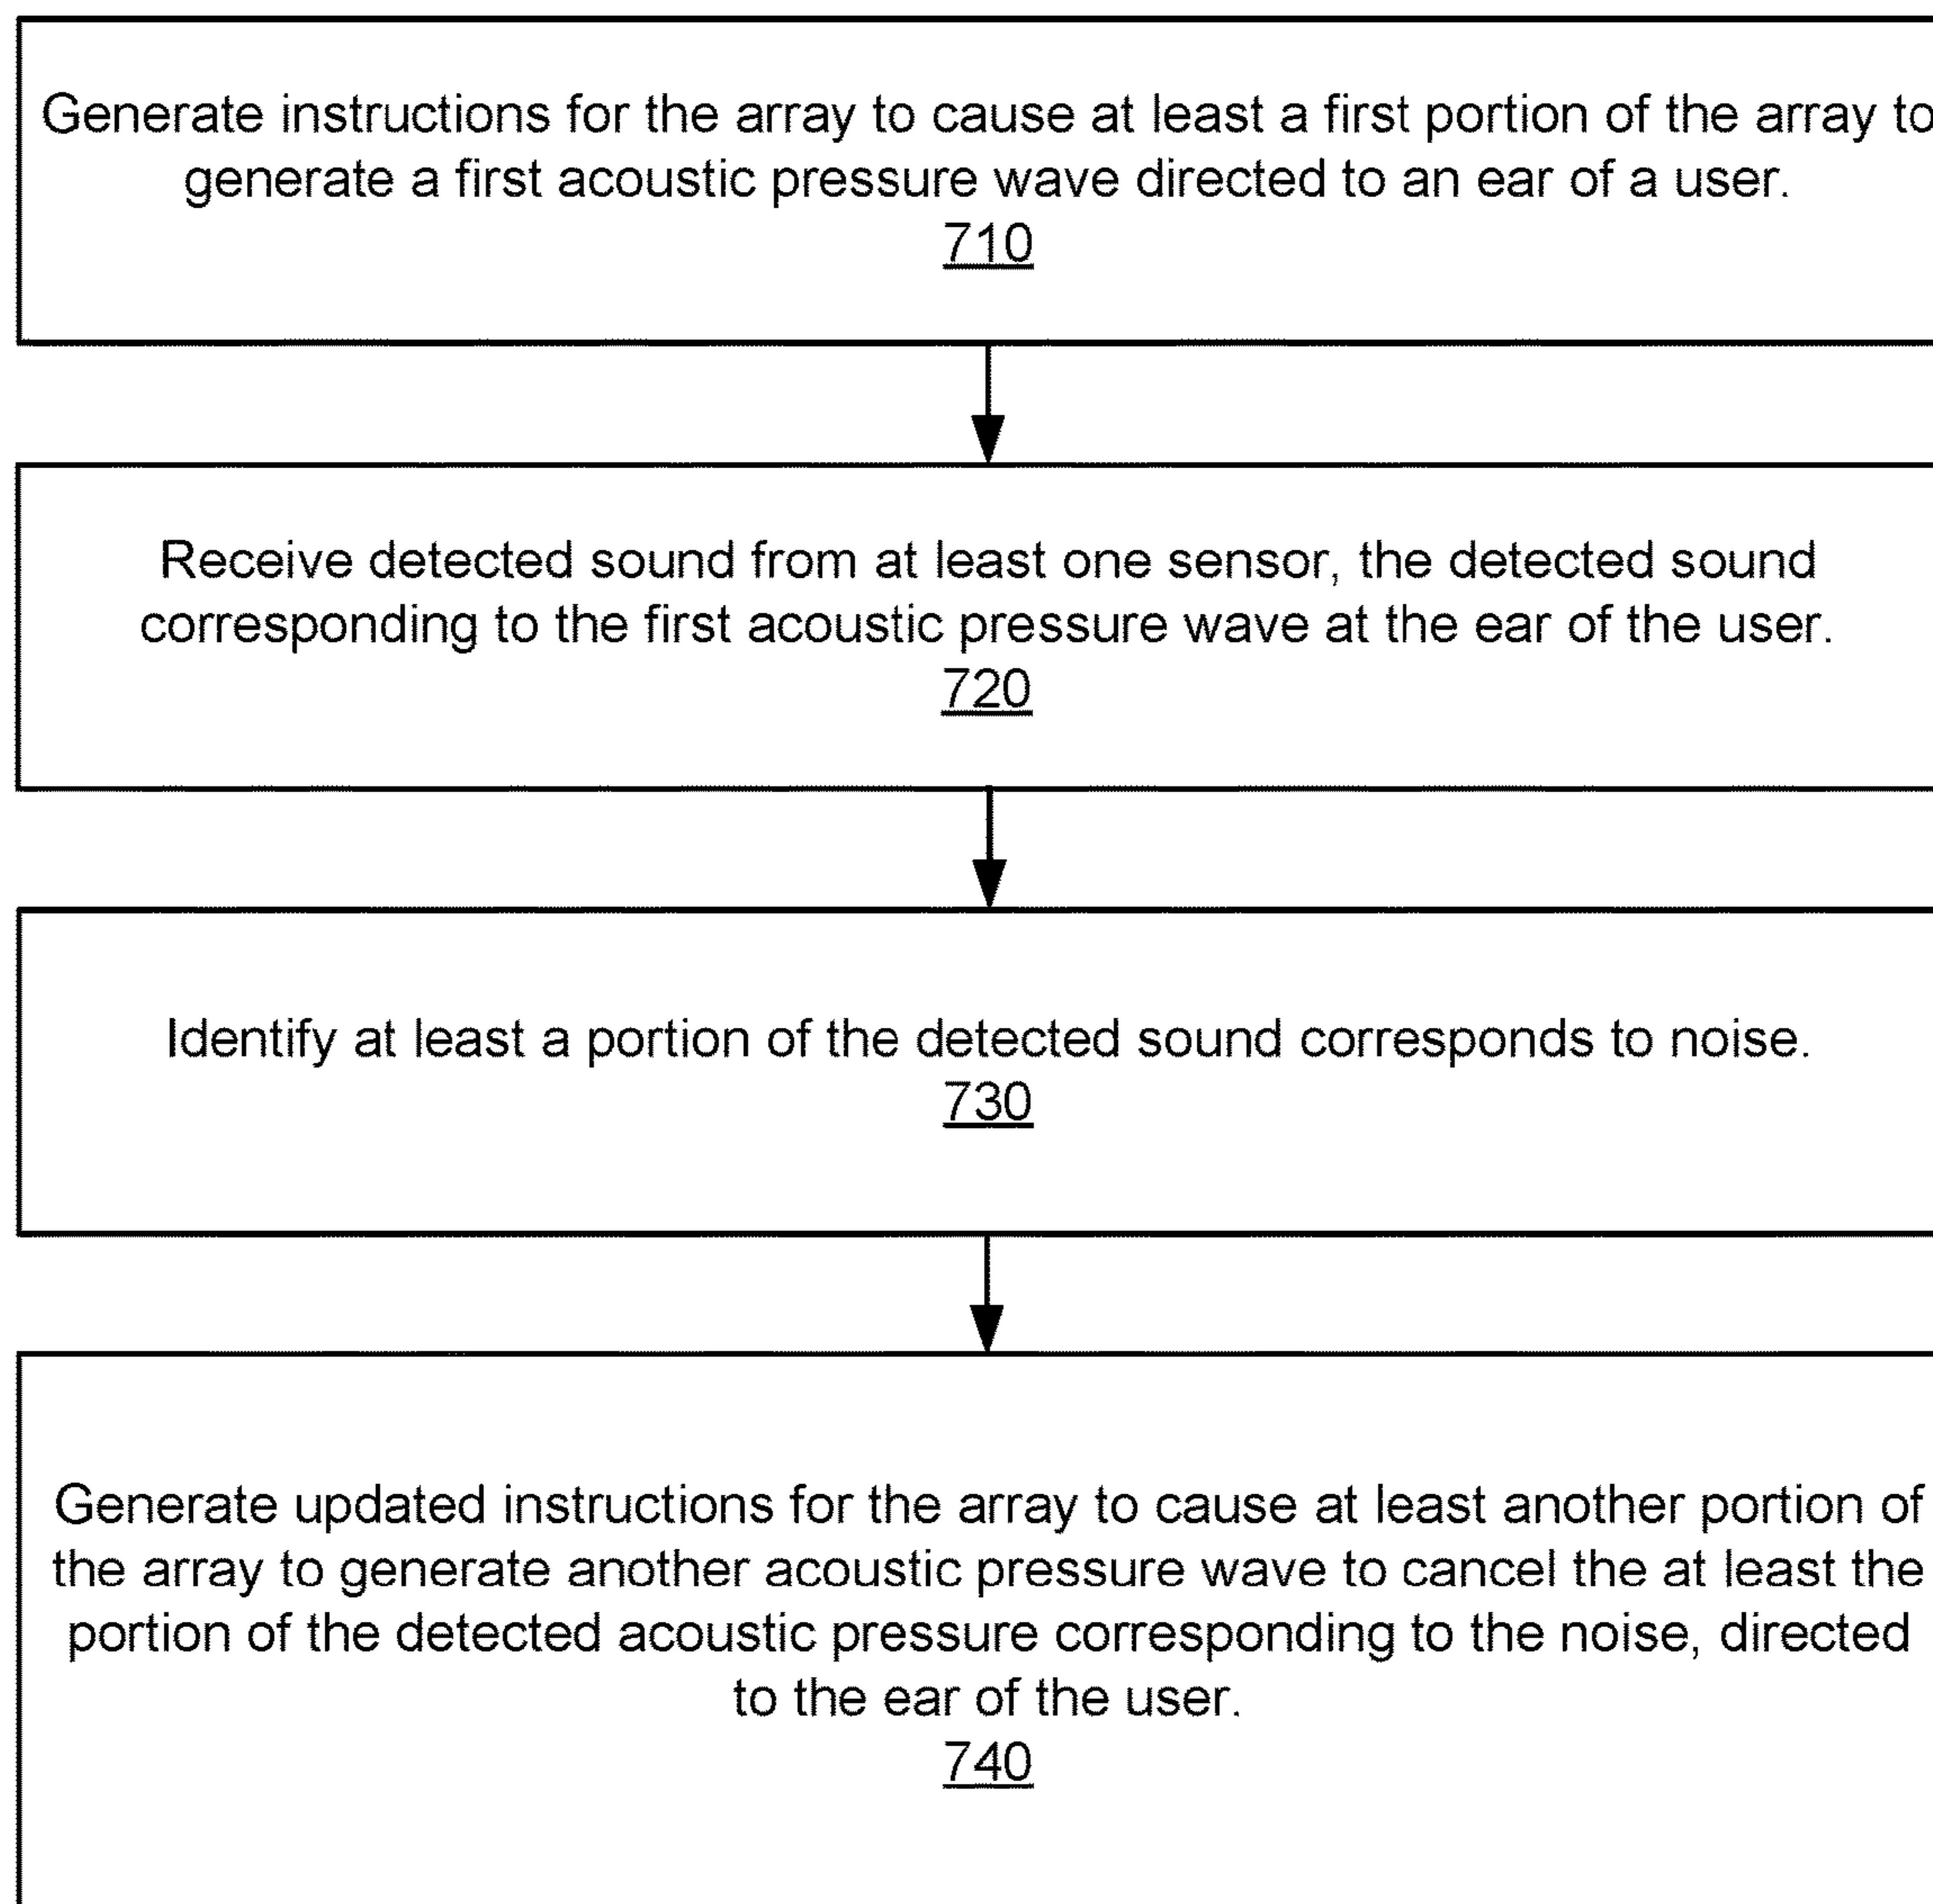 Generate instructions for the array to cause at least a first portion of the array to
generate a first acoustic pressure wave directed to an ear of a user.
710
Receive detected sound from at least one sensor, the detected sound
corresponding to the first acoustic pressure wave at the ear of the user.
720
Identify at least a portion of the detected sound corresponds to noise.
730
Generate updated instructions for the array to cause at least another portion of
the array to generate another acoustic pressure wave to cancel the at least the
portion of the detected acoustic pressure corresponding to the noise, directed
to the ear of the user.
740